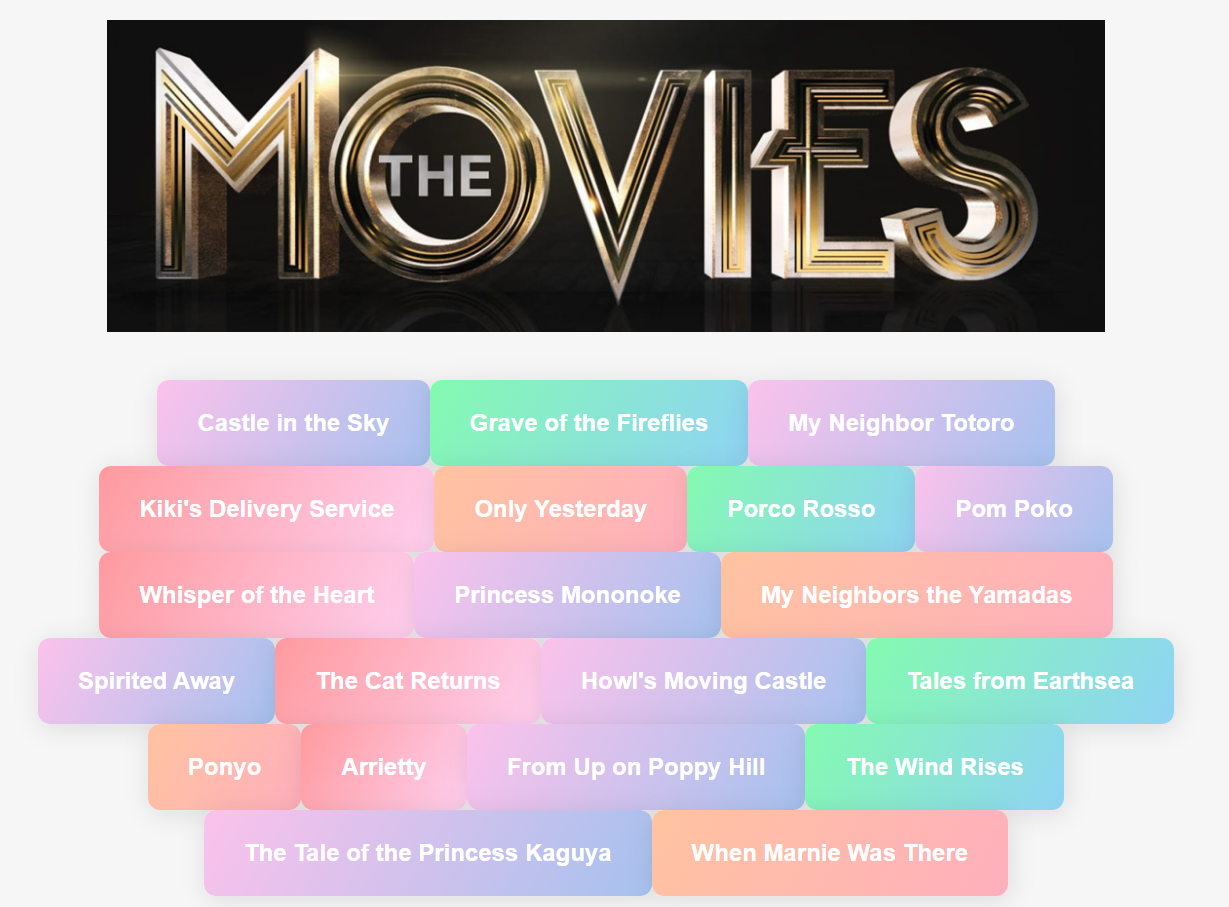 THE MOVIES
Castle in the Sky Grave of the Fireflies My Neighbor Totoro
Kiki's Delivery Service Only Yesterday Porco Rosso Pom Poko
Whisper of the Heart Princess Mononoke My Neighbors the Yamadas
Spirited Away The Cat Returns Howl's Moving Castle Tales from Earthsea
Ponyo Arrietty From Up on Poppy Hill The Wind Rises
The Tale of the Princess Kaguya When Marnie Was There